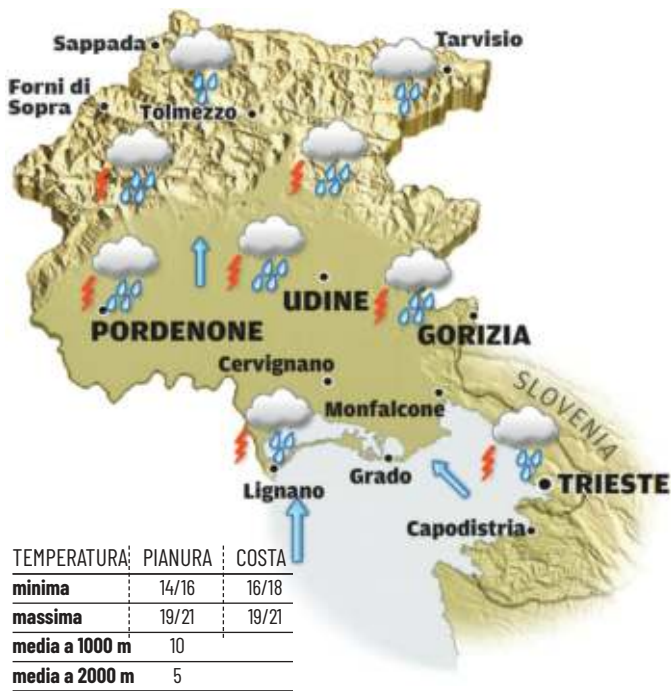 Sappada
Tarvisio
Forni di
Sopra
Tolmezzo
UDINE
PORDENONE
GORIZIA
Cervignano
SLOVENIA
Monfalcone
Grado
Lignano
TRIESTE
Capodistria
TEMPERATURA PIANURA COSTA
minima 14/16 16/18
massima 19/21 19/21
media a 1000 m 10
media a 2000 m 5